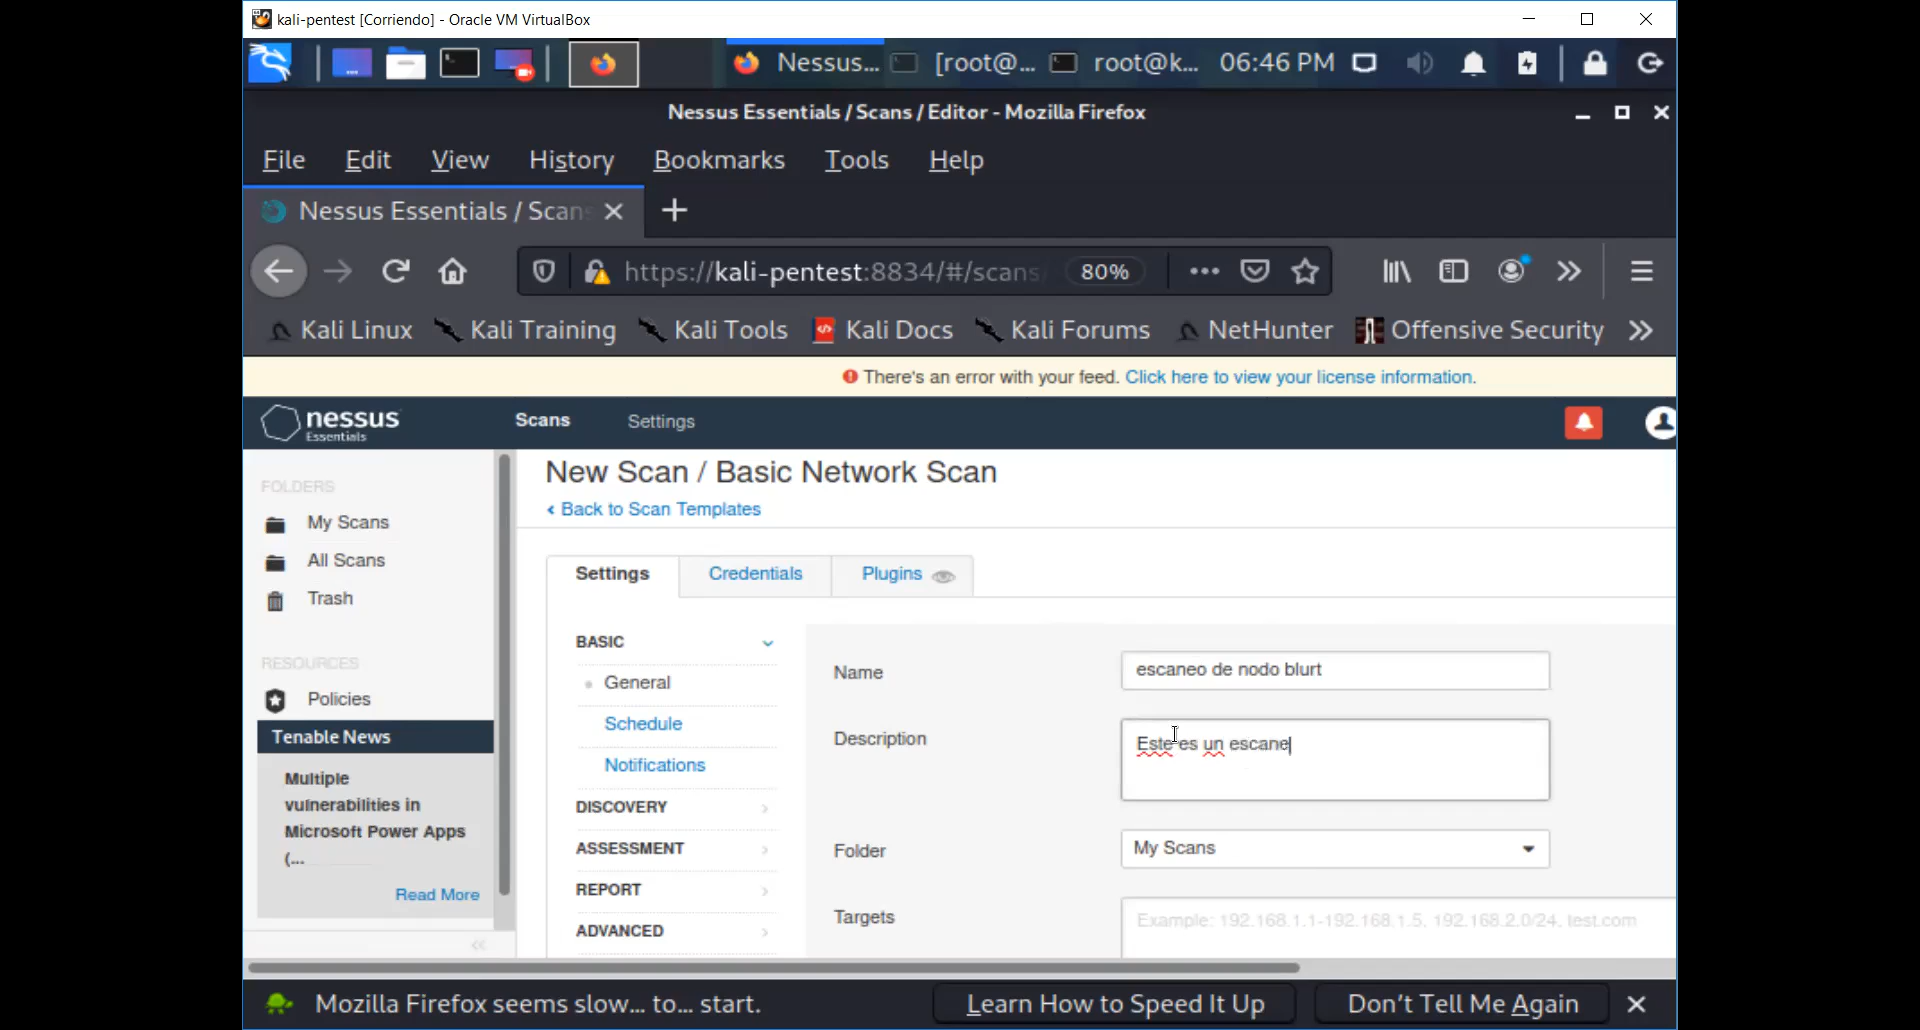 kali-pentest [Corriendo] - Oracle VM VirtualBox
Nessus... [root@... root@k... 06:46 PM
Nessus Essentials / Scans / Editor - Mozilla Firefox
File Edit View History Bookmarks Tools Help
Nessus Essentials / Scans
https://kali-pentest:8834/#/scans/ 80%
Kali Linux Kali Training Kali Tools Kali Docs Kali Forums NetHunter Offensive Security
There's an error with your feed. Click here to view your license information.
nessus Essentials Scans Settings
FOLDERS
My Scans
All Scans
Trash
RESOURCES
Policies
Tenable News
Multiple
vulnerabilities in
Microsoft Power Apps
(...
Read More
New Scan / Basic Network Scan
Back to Scan Templates
Settings Credentials Plugins
BASIC
General
Schedule
Notifications
DISCOVERY
ASSESSMENT
REPORT
ADVANCED
Name escaneo de nodo blurt
Description Este es un escane
Folder My Scans
Targets Example: 192.168.1.1-192.168.1.5, 192.168.2.0/24, test.com
Mozilla Firefox seems slow... to... start. Learn How to Speed It Up Don't Tell Me Again